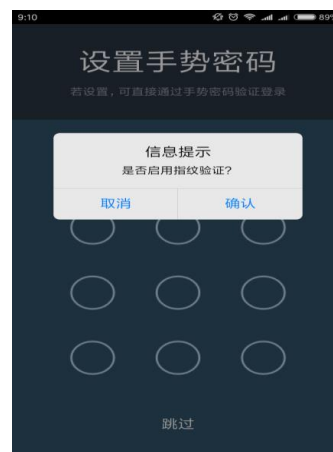 9:10
89%
设置手势密码
若设置，可直接通过手势密码验证登录
信息提示
是否启用指纹验证?
取消
确认
跳过